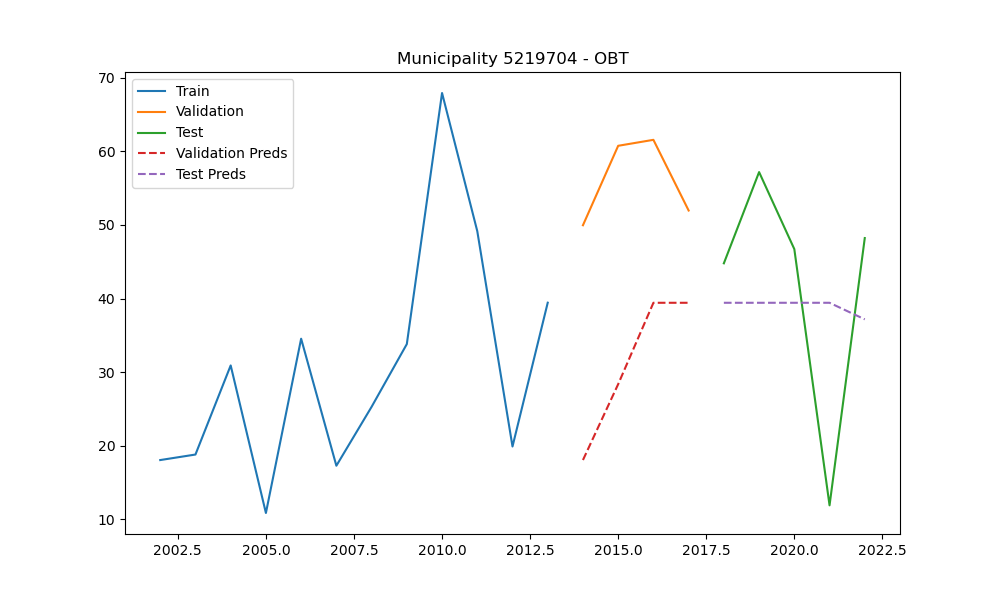 Municipality 5219704 - OBT
70
60
50
40
30
20
10
Train
Validation
Test
Validation Preds
Test Preds
2002.5 2005.0 2007.5 2010.0 2012.5 2015.0 2017.5 2020.0 2022.5